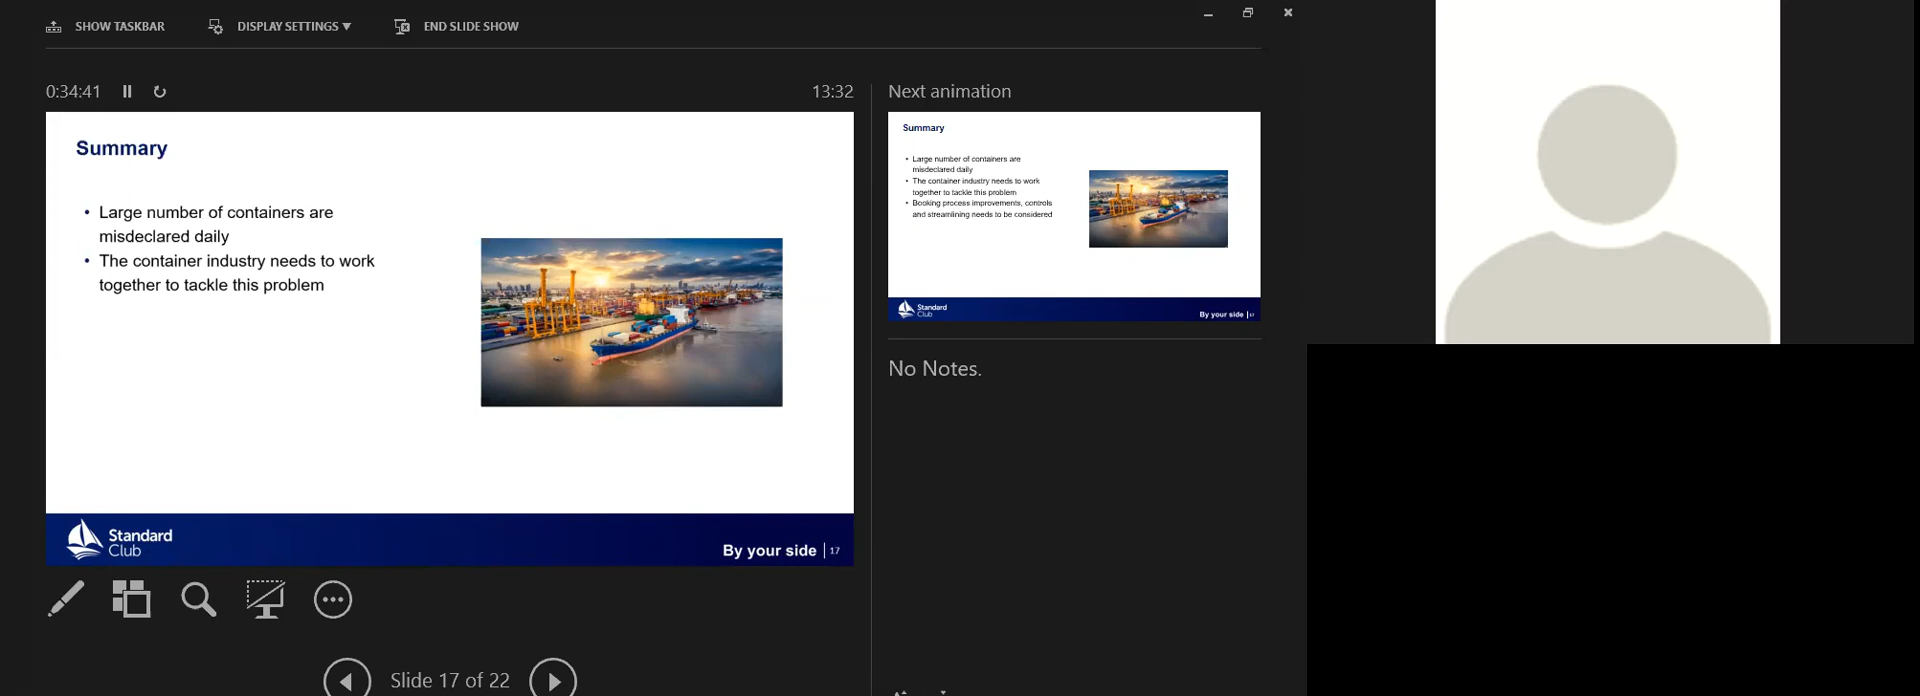 SHOW TASKBAR
DISPLAY SETTINGS ▼
END SLIDE SHOW
0:34:41
13:32
Summary
• Large number of containers are
misdeclared daily
• The container industry needs to work
together to tackle this problem
Standard
Club
By your side | 17
Slide 17 of 22
Next animation
Summary
• Large number of containers are
misdeclared daily
• The container industry needs to work
together to tackle this problem
• Booking process improvements, controls
and streamlining needs to be considered
Standard
Club
By your side | 17
No Notes.